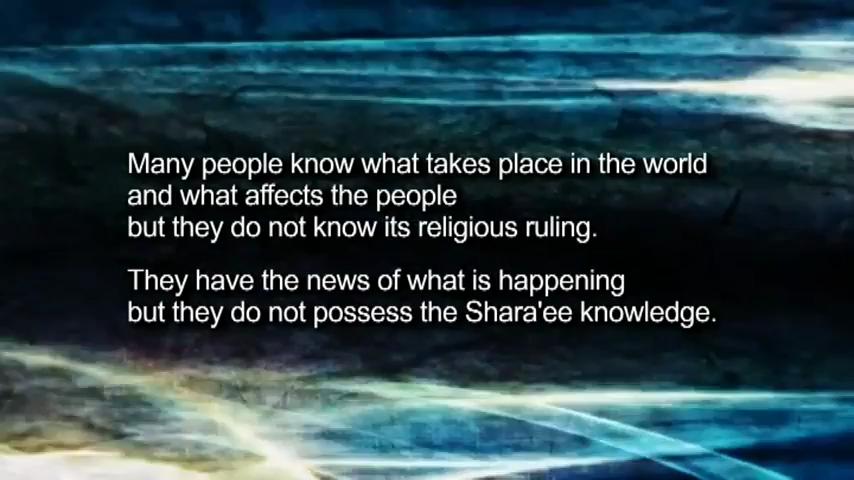 Many people know what takes place in the world
and what affects the people
but they do not know its religious ruling.
They have the news of what is happening
but they do not possess the Shara'ee knowledge.